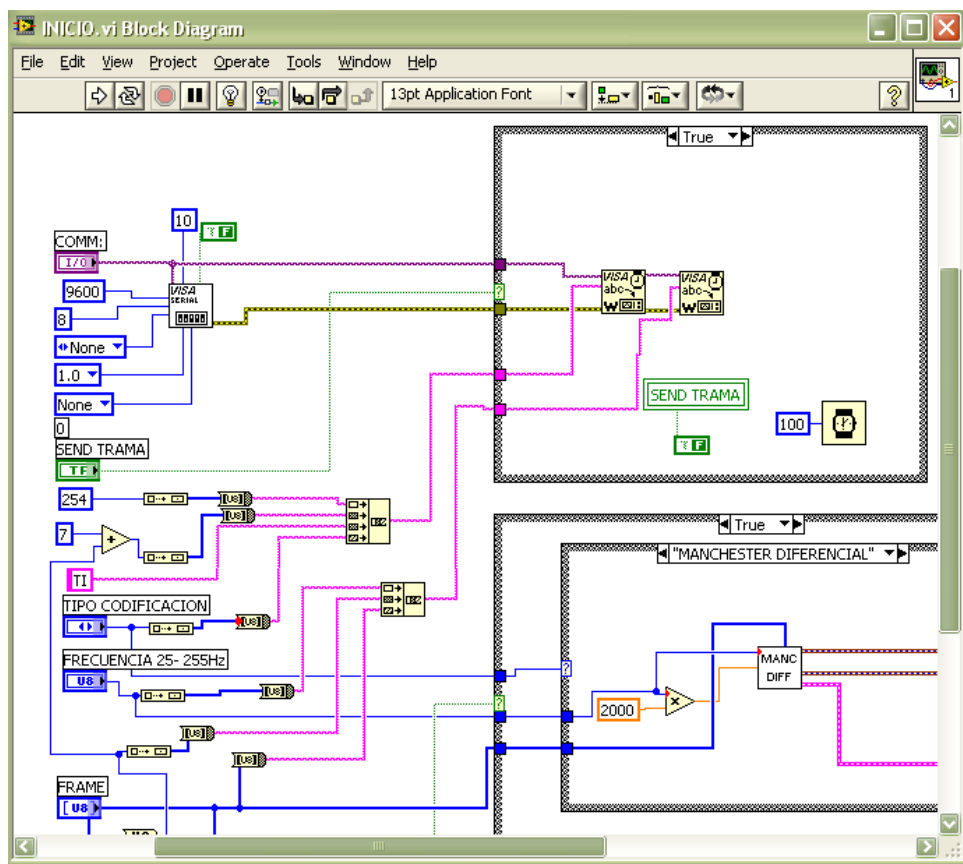 INICIO.vi Block Diagram
File Edit View Project Operate Tools Window Help
13pt Application Font
1
True
10
F
COMM:
I/O
9600
VISA
SERIAL
8
None
1.0
None
0
SEND TRAMA
TF
VISA
abc
W
VISA
abc
W
SEND TRAMA
F
100
254
[U8]
[U8]
7
TI
TIPO CODIFICACION
[U8]
FRECUENCIA 25- 255Hz
U8
[U8]
[U8]
[U8]
FRAME
[U8]
True
"MANCHESTER DIFERENCIAL"
MANC
DIFF
2000